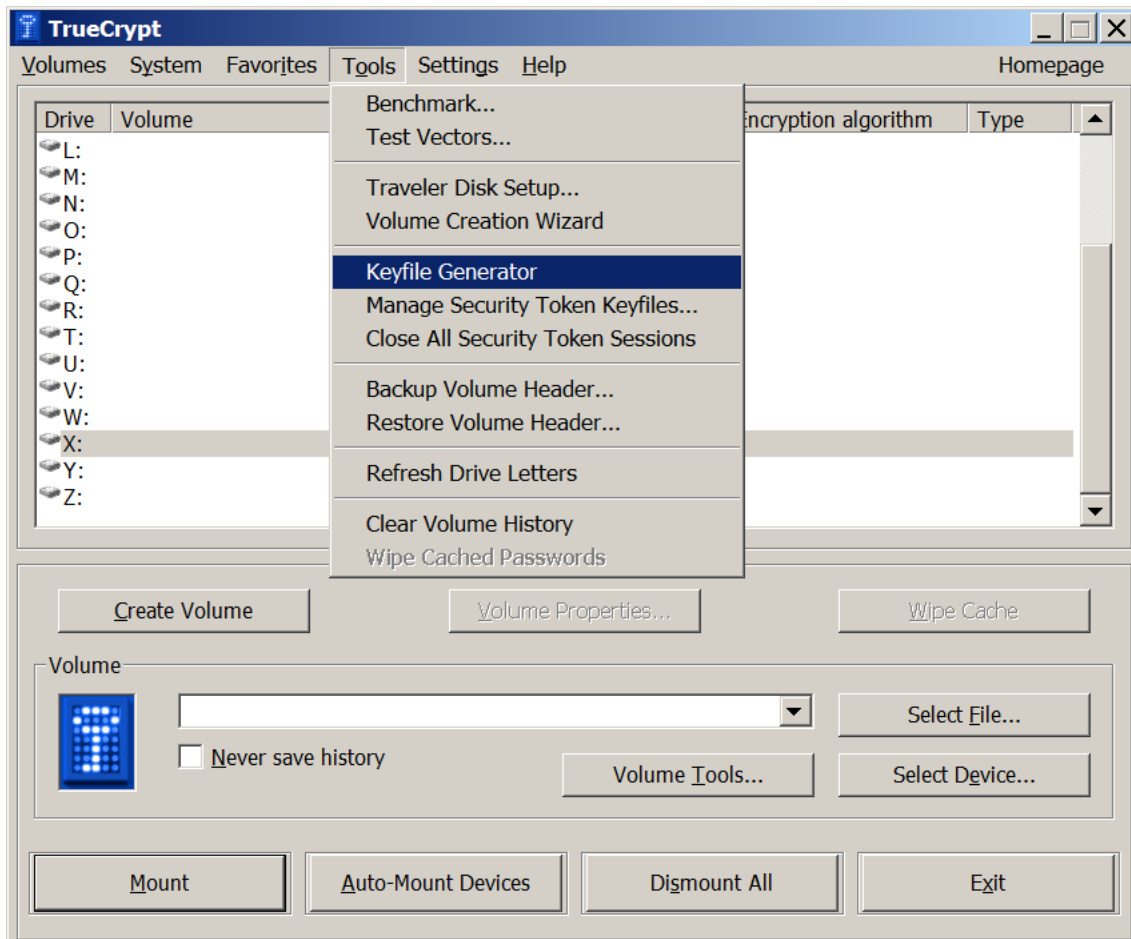 TrueCrypt
Volumes System Favorites Tools Settings Help Homepage
Drive Volume ncryption algorithm Type
L:
M:
N:
O:
P:
Q:
R:
T:
U:
V:
W:
X:
Y:
Z:
Benchmark...
Test Vectors...
Traveler Disk Setup...
Volume Creation Wizard
Keyfile Generator
Manage Security Token Keyfiles...
Close All Security Token Sessions
Backup Volume Header...
Restore Volume Header...
Refresh Drive Letters
Clear Volume History
Wipe Cached Passwords
Create Volume Volume Properties... Wipe Cache
Volume
Select File...
Never save history
Volume Tools... Select Device...
Mount Auto-Mount Devices Dismount All Exit